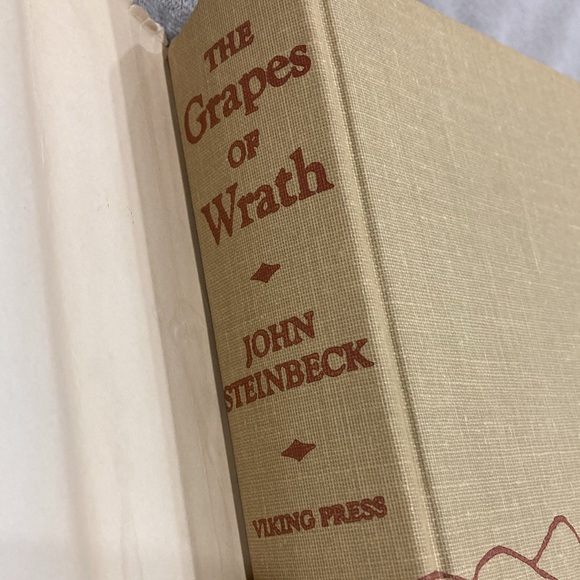 THE
Grapes
OF
Wrath
JOHN
STEINBECK
VIKING PRESS